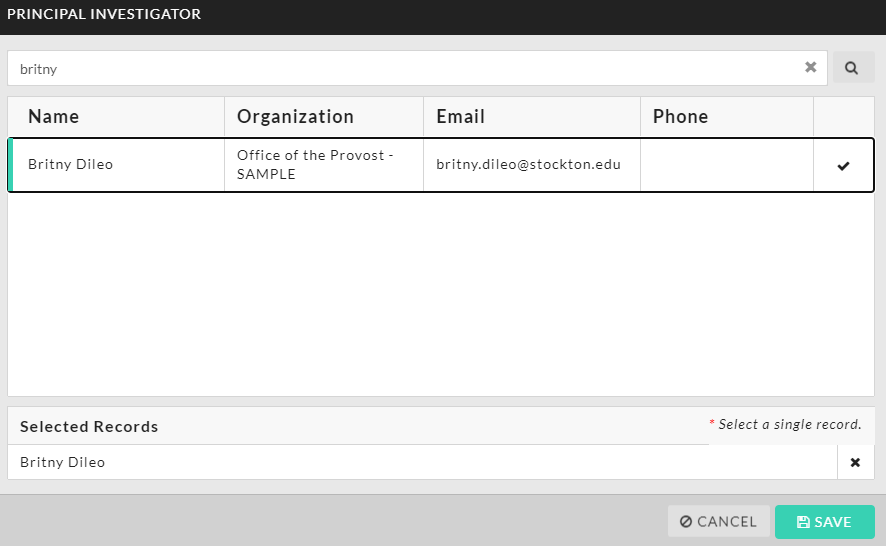 PRINCIPAL INVESTIGATOR
britny
Name Organization Email Phone
Britny Dileo Office of the Provost - SAMPLE britny.dileo@stockton.edu
Selected Records * Select a single record.
Britny Dileo
CANCEL SAVE